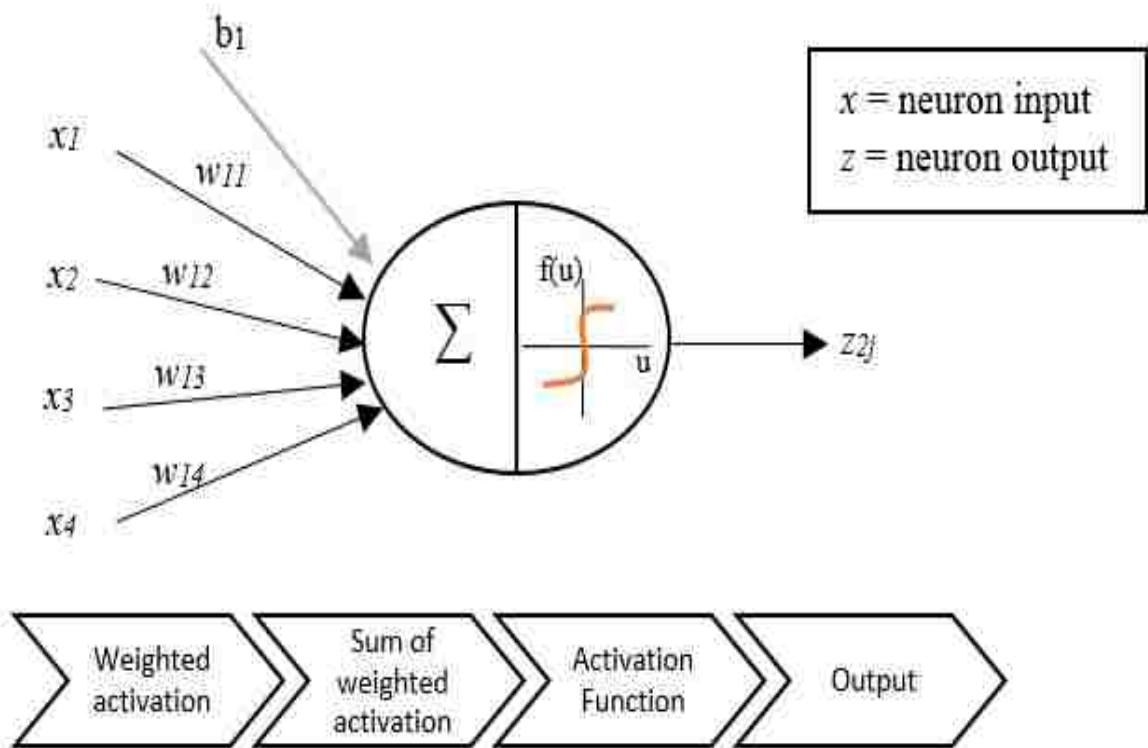 b1
x = neuron input
z = neuron output
x1
w11
x2
w12
f(u)
Σ
u
z2j
x3
w13
w14
x4
Weighted
activation
Sum of
weighted
activation
Activation
Function
Output